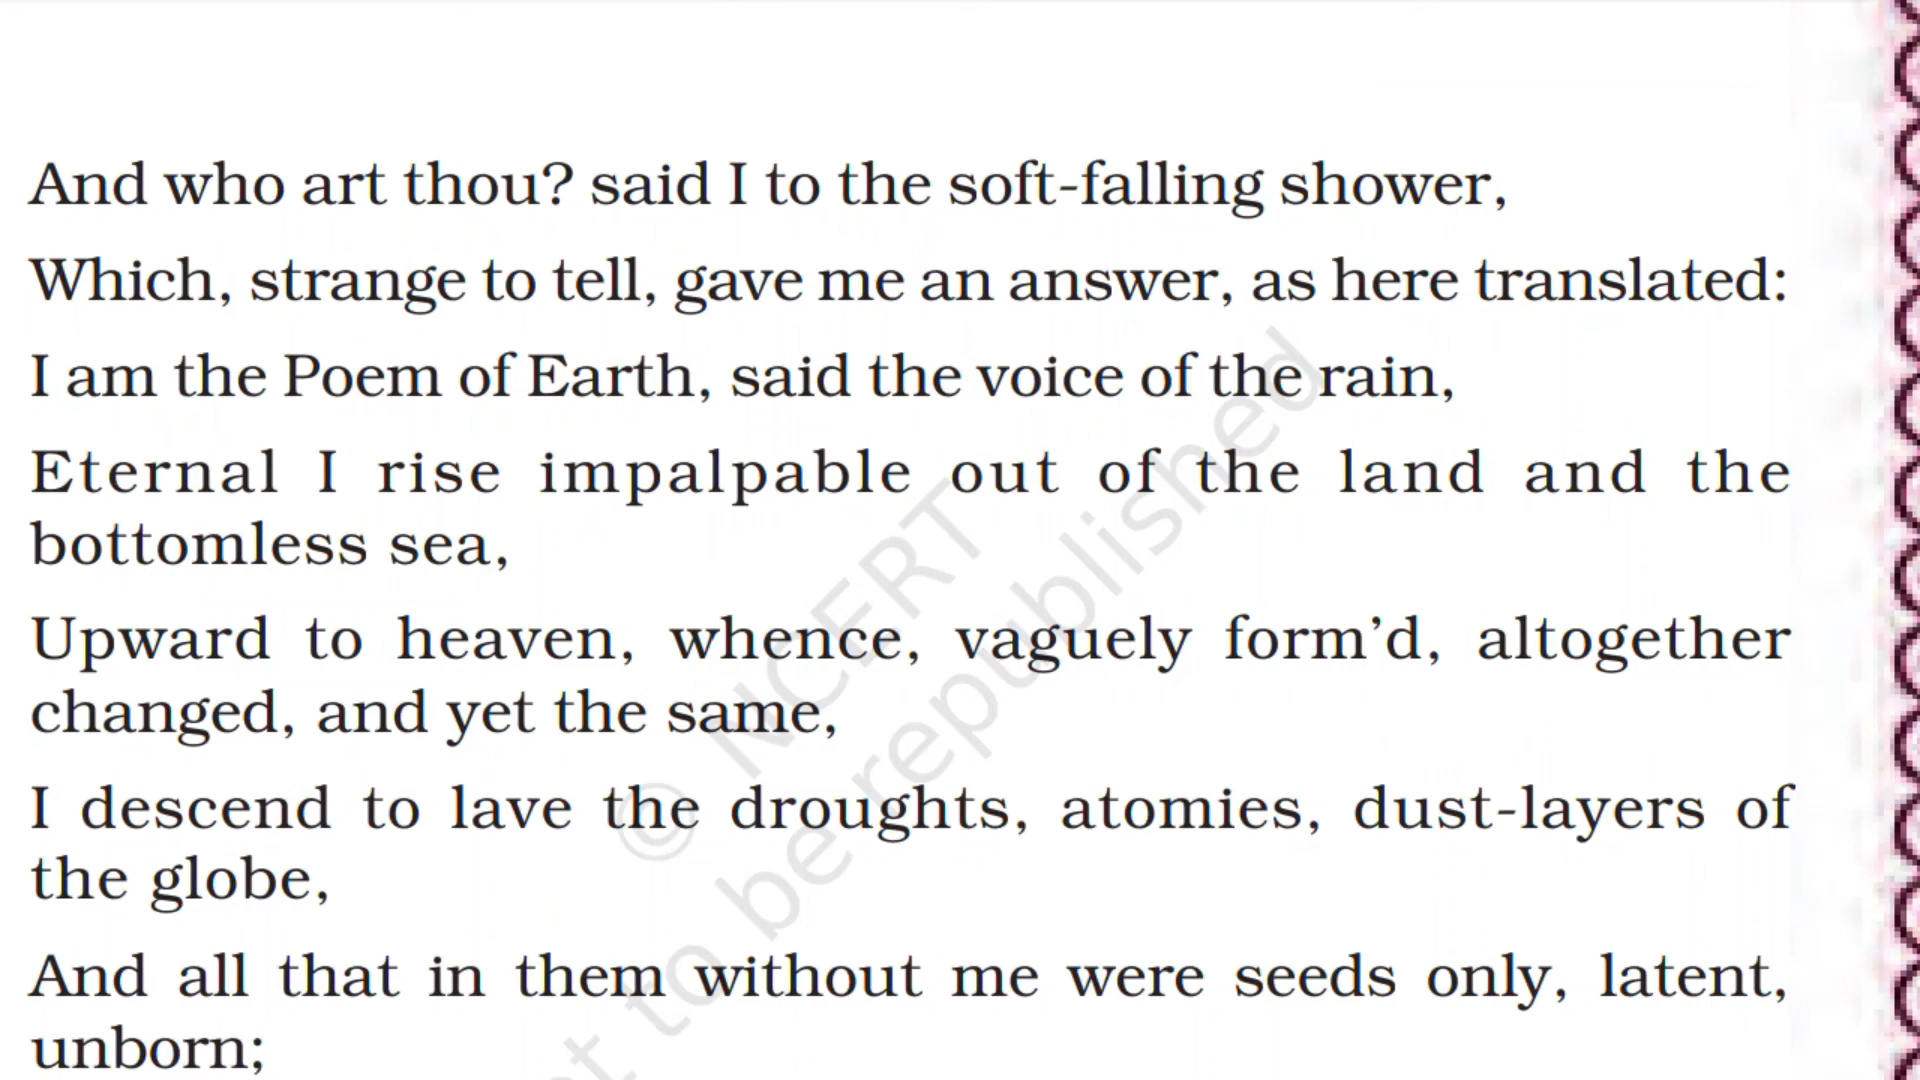 And who art thou? said I to the soft-falling shower,
Which, strange to tell, gave me an answer, as here translated:
I am the Poem of Earth, said the voice of the rain,
Eternal I rise impalpable out of the land and the
bottomless sea,
Upward to heaven, whence, vaguely form’d, altogether
changed, and yet the same,
I descend to lave the droughts, atomies, dust-layers of
the globe,
And all that in them without me were seeds only, latent,
unborn;
© NCERT
to be republished